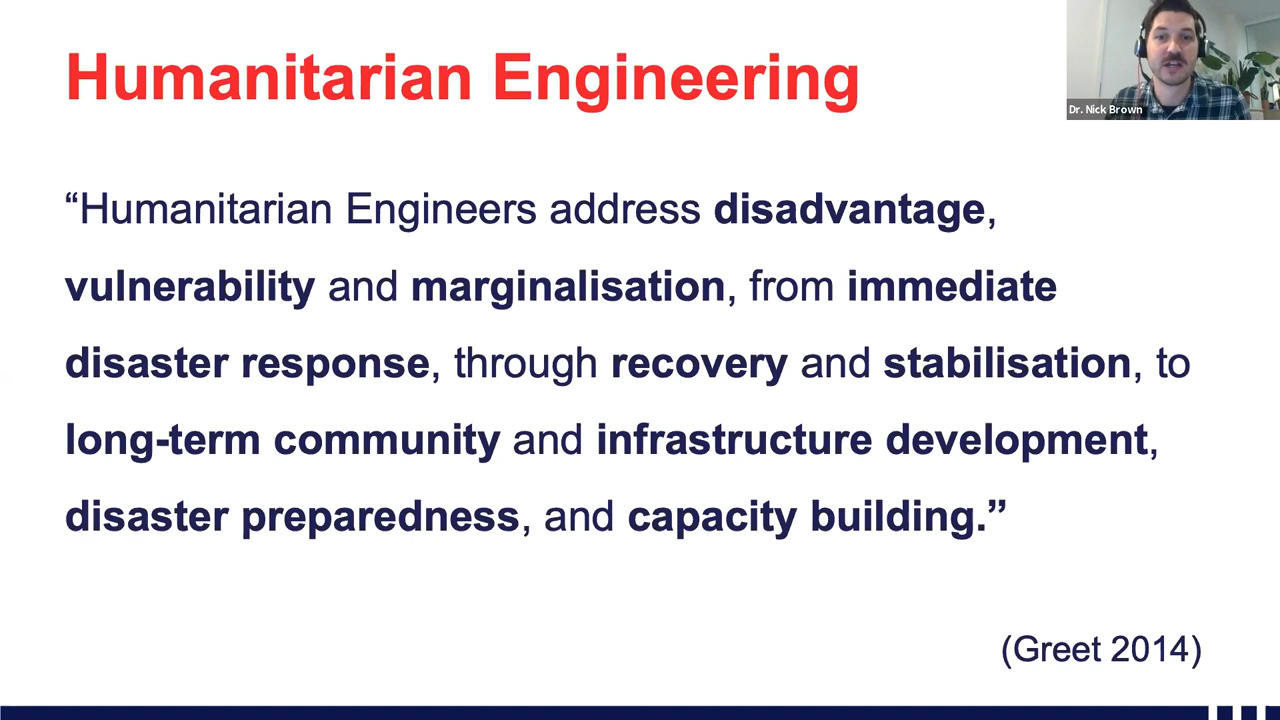 Humanitarian Engineering
Dr. Nick Brown
“Humanitarian Engineers address disadvantage,
vulnerability and marginalisation, from immediate
disaster response, through recovery and stabilisation, to
long-term community and infrastructure development,
disaster preparedness, and capacity building.”
(Greet 2014)